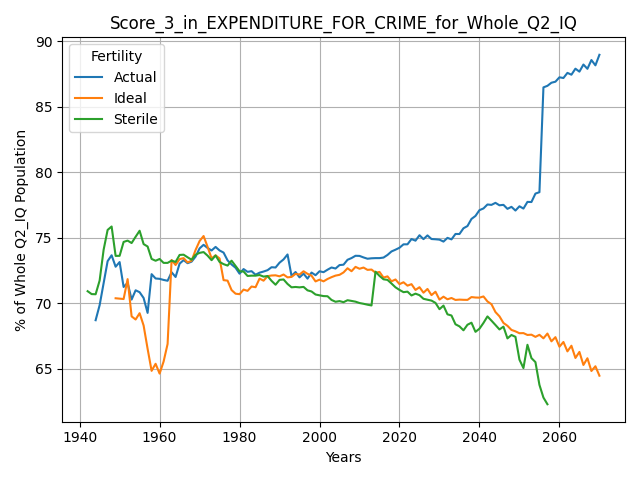 Score_3_in_EXPENDITURE_FOR_CRIME_for_Whole_Q2_IQ
Fertility
Actual
Ideal
Sterile
% of Whole Q2_IQ Population
90
85
80
75
70
65
1940 1960 1980 2000 2020 2040 2060
Years